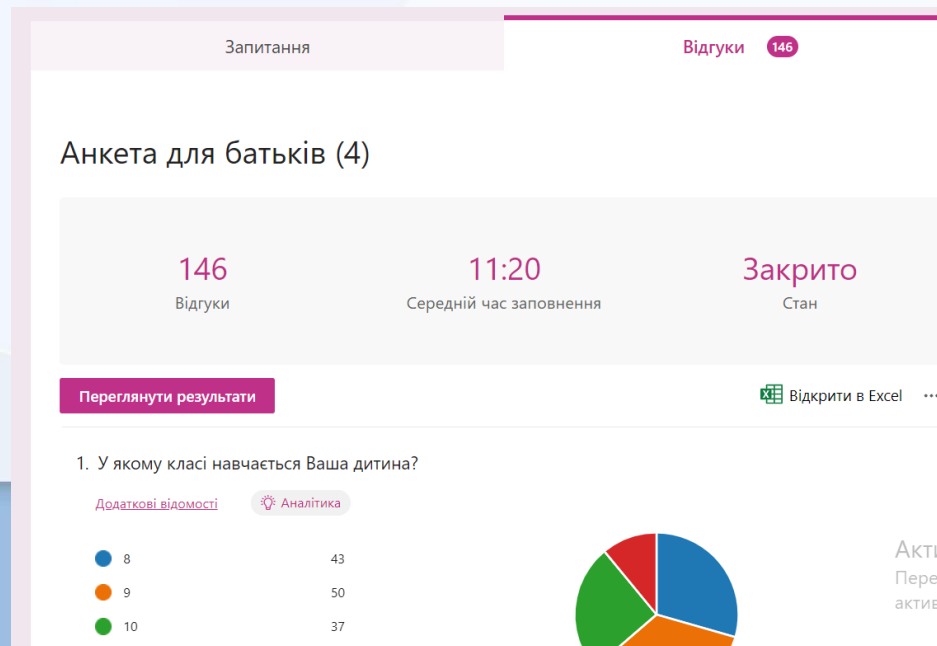 Запитання
Відгуки 146
Анкета для батьків (4)
146
Відгуки
11:20
Середній час заповнення
Закрито
Стан
Переглянути результати
Відкрити в Excel
1. У якому класі навчається Ваша дитина?
Додаткові відомості
Аналітика
8 43
9 50
10 37